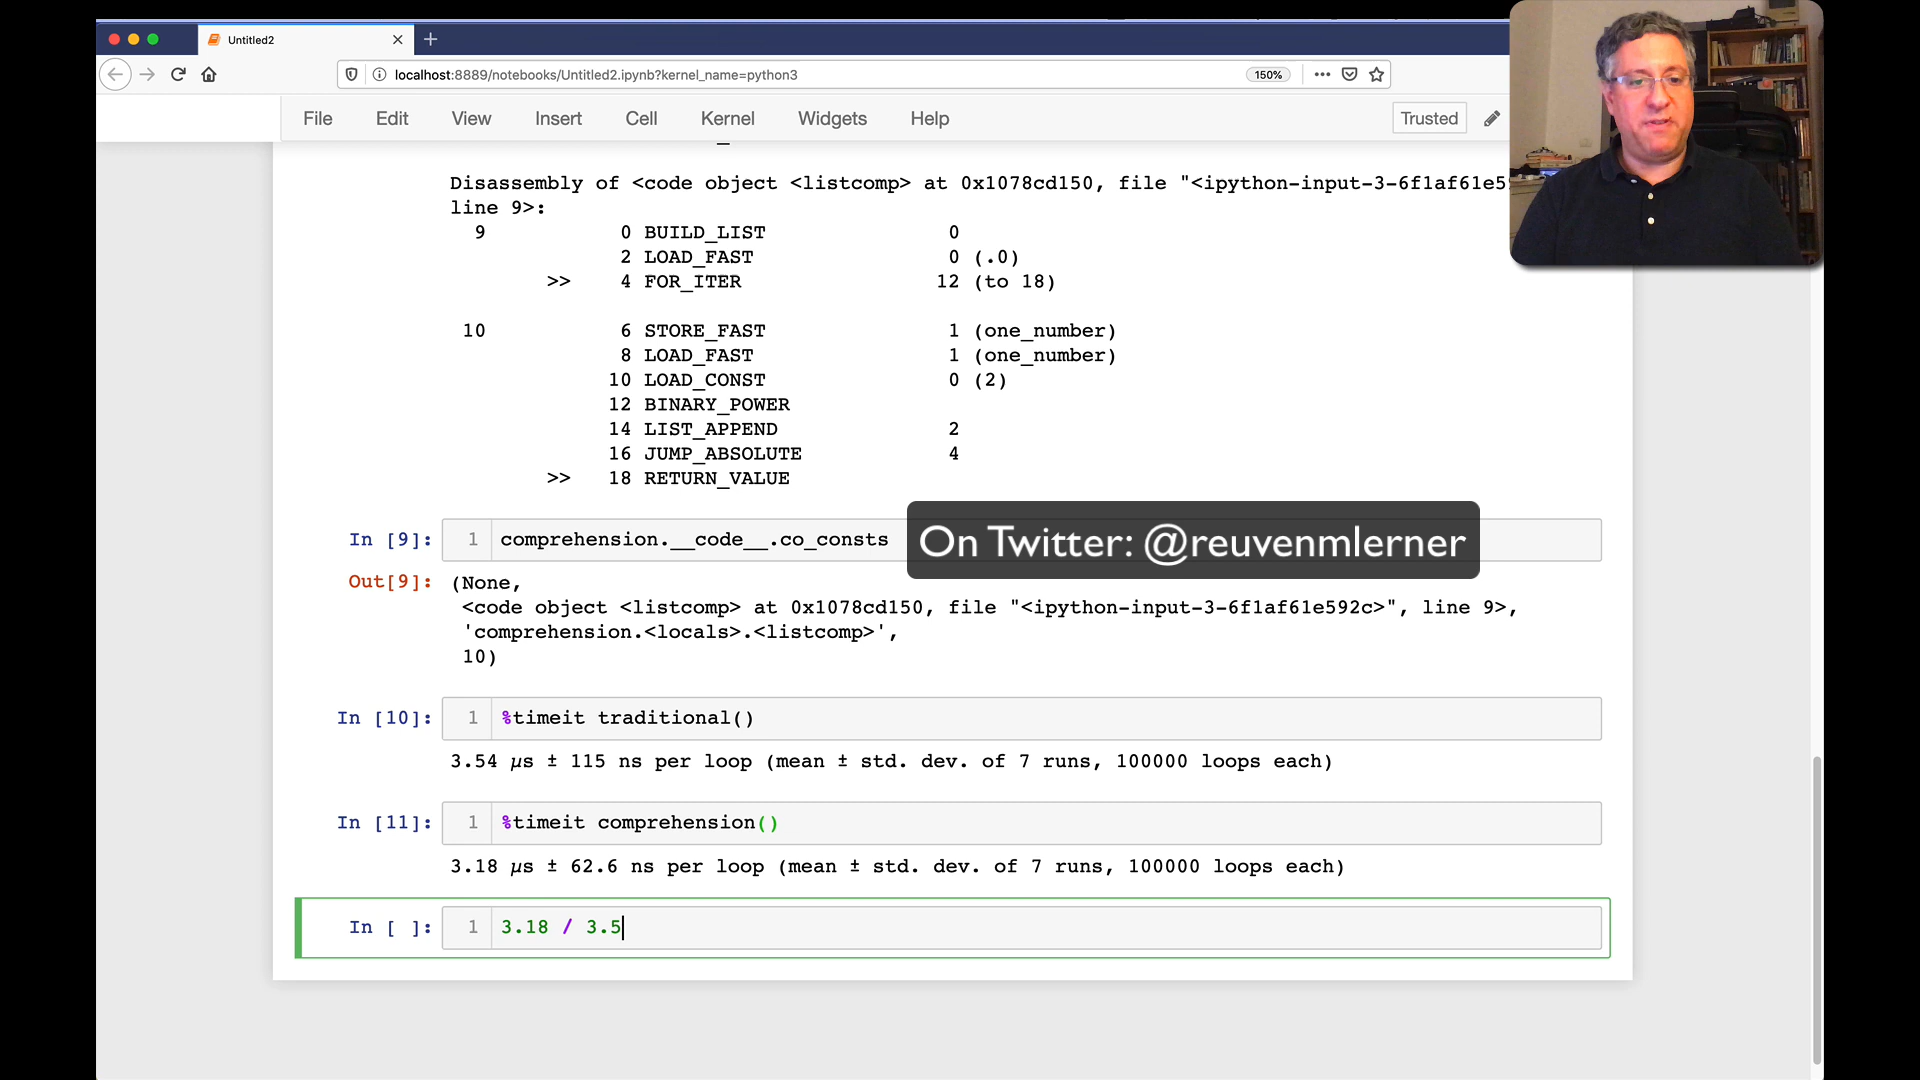 Untitled2
localhost:8889/notebooks/Untitled2.ipynb?kernel_name=python3
150%
File Edit View Insert Cell Kernel Widgets Help
Trusted
Disassembly of <code object <listcomp> at 0x1078cd150, file "<ipython-input-3-6f1af61e5
line 9>:
9 0 BUILD_LIST 0
2 LOAD_FAST 0 (.0)
>> 4 FOR_ITER 12 (to 18)
10 6 STORE_FAST 1 (one_number)
8 LOAD_FAST 1 (one_number)
10 LOAD_CONST 0 (2)
12 BINARY_POWER
14 LIST_APPEND 2
16 JUMP_ABSOLUTE 4
>> 18 RETURN_VALUE
In [9]: 1 comprehension.__code__.co_consts
On Twitter: @reuvenmlerner
Out[9]: (None,
<code object <listcomp> at 0x1078cd150, file "<ipython-input-3-6f1af61e592c>", line 9>,
'comprehension.<locals>.<listcomp>',
10)
In [10]: 1 %timeit traditional()
3.54 µs ± 115 ns per loop (mean ± std. dev. of 7 runs, 100000 loops each)
In [11]: 1 %timeit comprehension()
3.18 µs ± 62.6 ns per loop (mean ± std. dev. of 7 runs, 100000 loops each)
In [ ]: 1 3.18 / 3.5